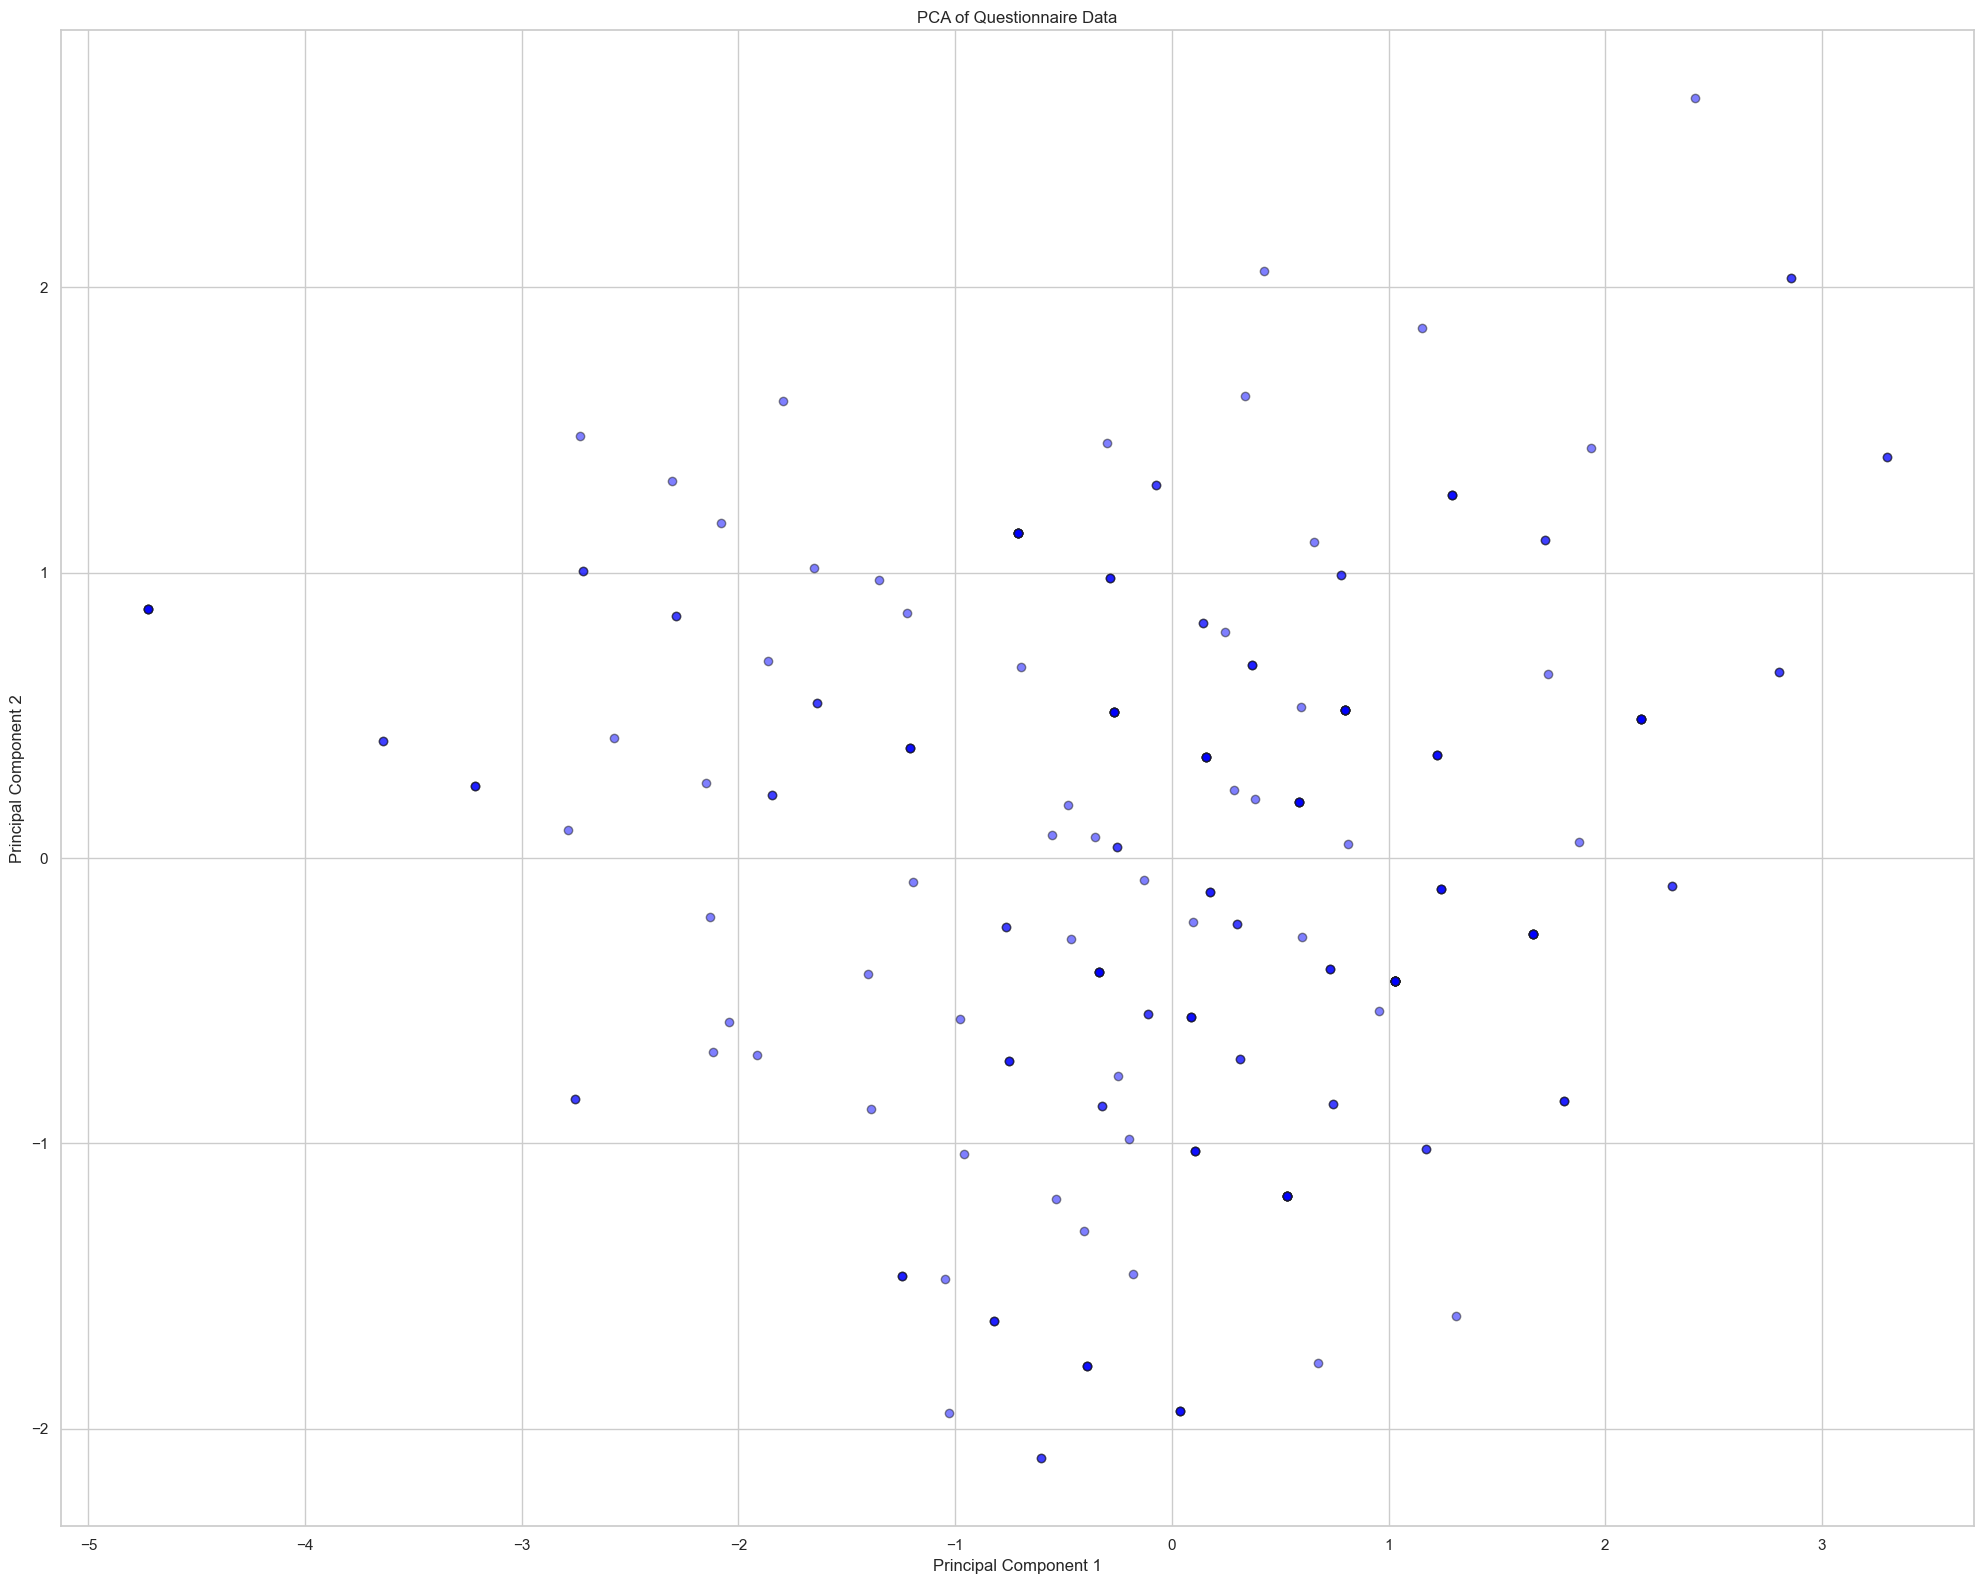 PCA of Questionnaire Data
Principal Component 2
2
1
0
−1
−2
−5 −4 −3 −2 −1 0 1 2 3
Principal Component 1